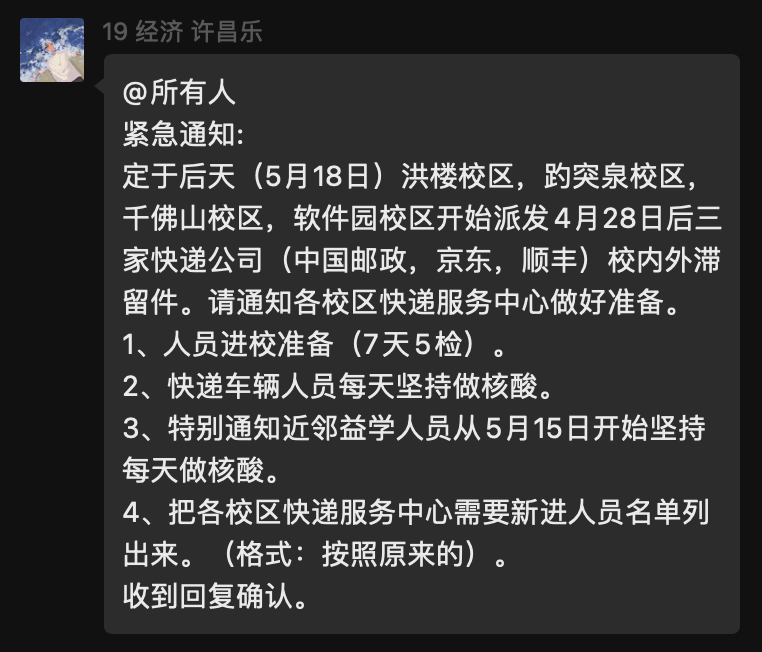 19 经济 许昌乐
@所有人
紧急通知:
定于后天（5月18日）洪楼校区，趵突泉校区，
千佛山校区，软件园校区开始派发4月28日后三
家快递公司（中国邮政，京东，顺丰）校内外滞
留件。请通知各校区快递服务中心做好准备。
1、人员进校准备（7天5检）。
2、快递车辆人员每天坚持做核酸。
3、特别通知近邻益学人员从5月15日开始坚持
每天做核酸。
4、把各校区快递服务中心需要新进人员名单列
出来。（格式：按照原来的）。
收到回复确认。